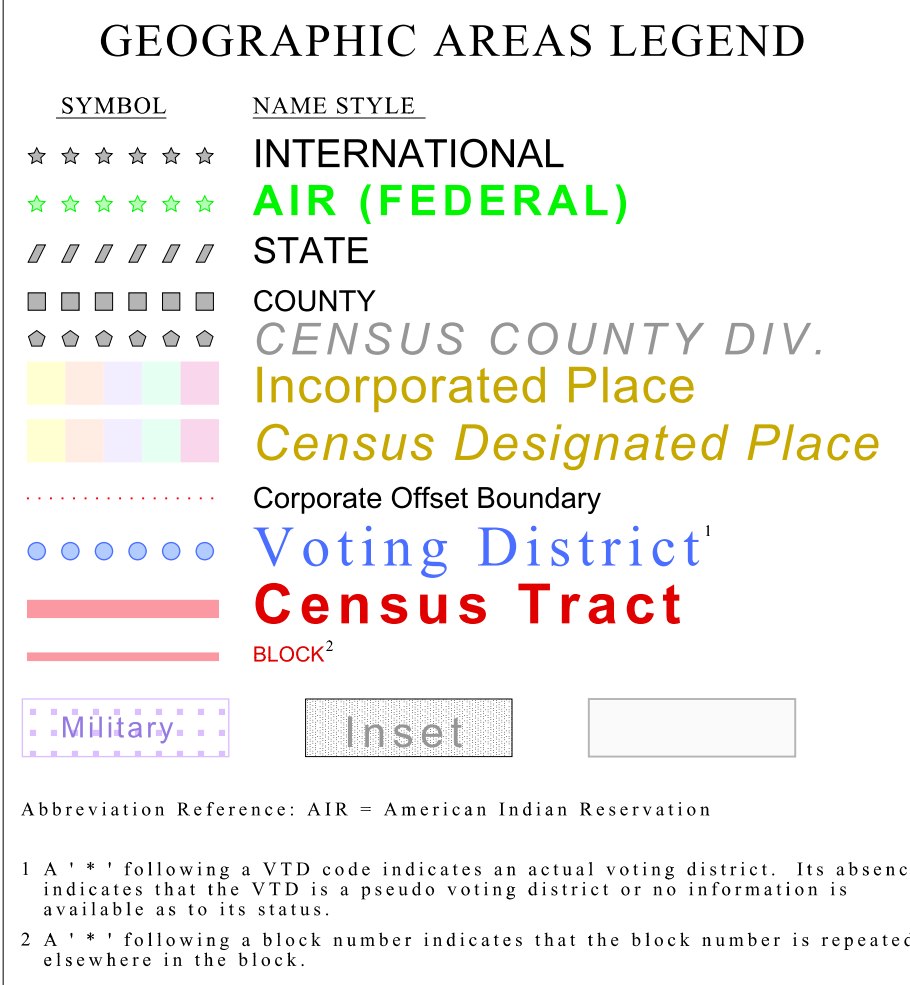 GEOGRAPHIC AREAS LEGEND
SYMBOL NAME STYLE
INTERNATIONAL
AIR (FEDERAL)
STATE
COUNTY
CENSUS COUNTY DIV.
Incorporated Place
Census Designated Place
Corporate Offset Boundary
Voting District1
Census Tract
BLOCK2
Military Inset
Abbreviation Reference: AIR = American Indian Reservation
1 A ' * ' following a VTD code indicates an actual voting district. Its absenc
indicates that the VTD is a pseudo voting district or no information is
available as to its status.
2 A ' * ' following a block number indicates that the block number is repeated
elsewhere in the block.